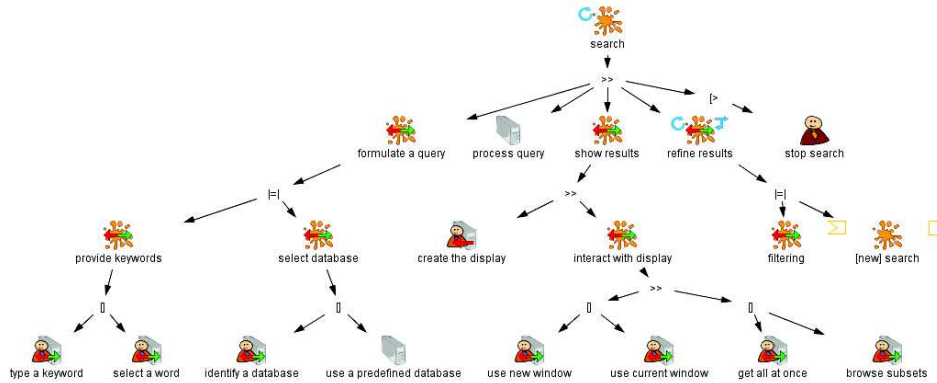 search
>>
[>
formulate a query
process query
show results
refine results
stop search
|=|
>>
|=|
provide keywords
select database
create the display
interact with display
filtering
[new] search
[]
[]
>>
[]
[]
type a keyword
select a word
identify a database
use a predefined database
use new window
use current window
get all at once
browse subsets